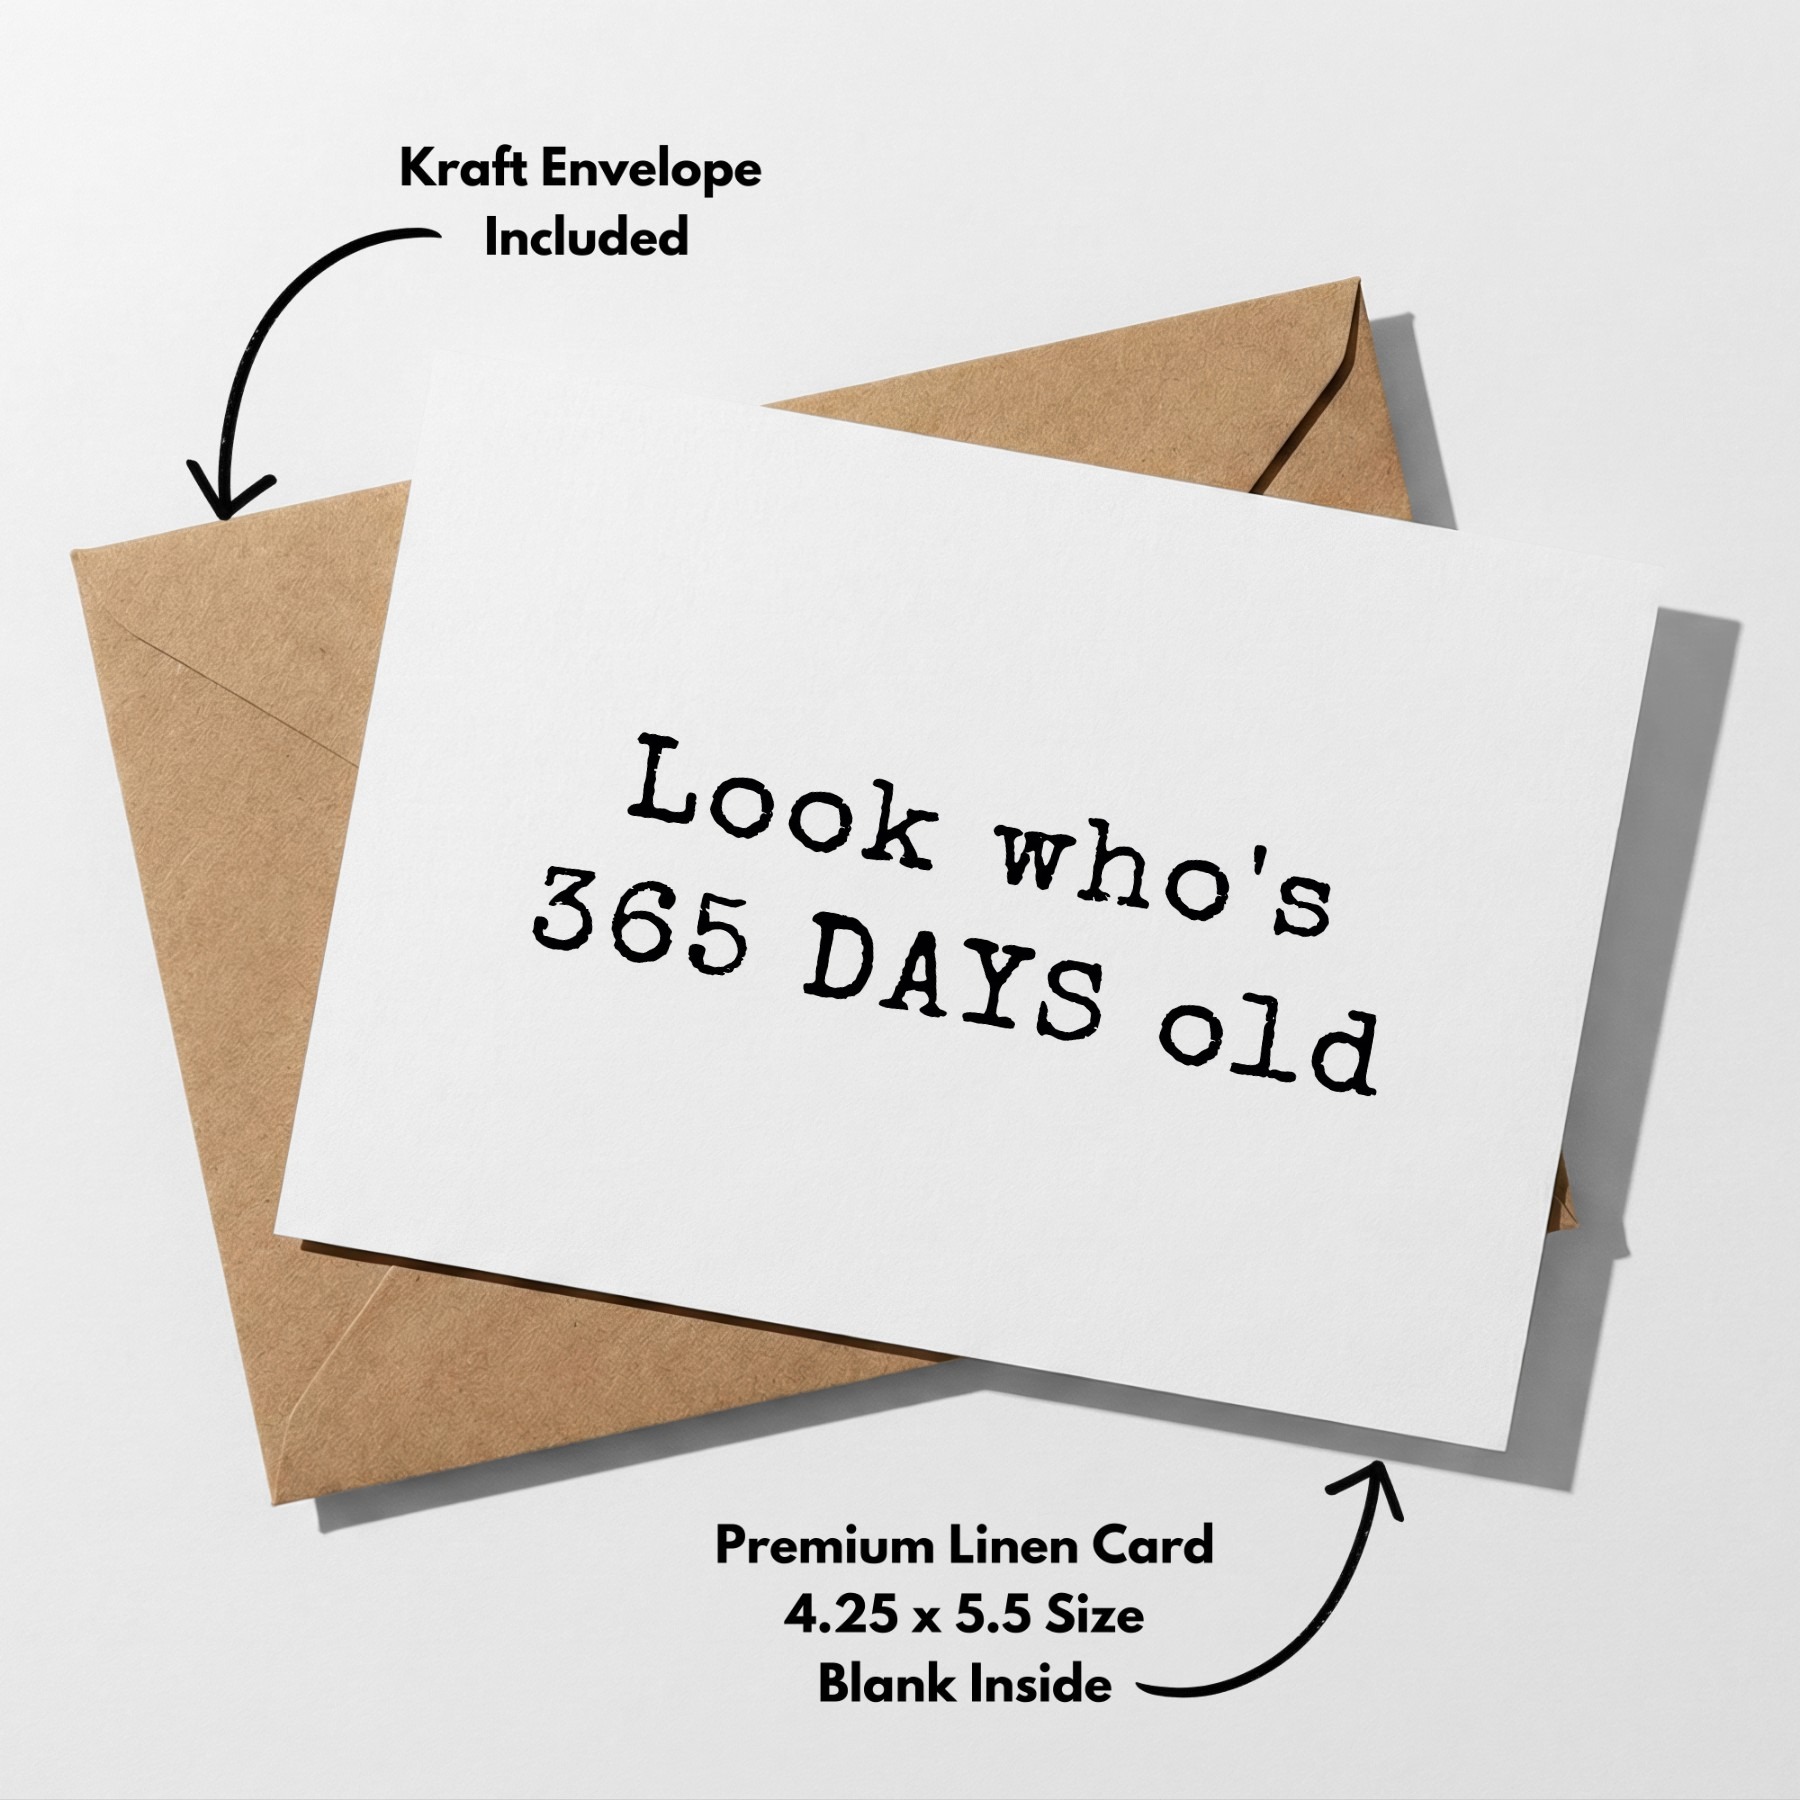 Kraft Envelope
Included
Look who's
365 DAYS old
Premium Linen Card
4.25 x 5.5 Size
Blank Inside